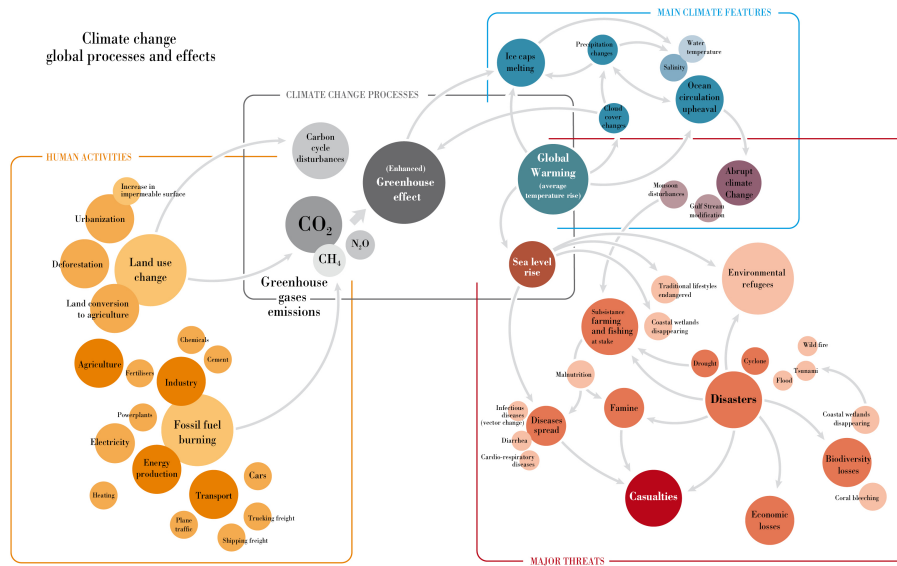 Climate change
global processes and effects
MAIN CLIMATE FEATURES
Ice caps
melting
Precipitation
changes
Water
temperature
Salinity
Ocean
circulation
upheaval
Cloud
cover
changes
CLIMATE CHANGE PROCESSES
Carbon
cycle
disturbances
(Enhanced)
Greenhouse
effect
Global
Warming
(average
temperature rise)
Abrupt
climate
Change
Monsoon
disturbances
Gulf Stream
modification
CO2
CH4
N2O
Greenhouse
gases
emissions
HUMAN ACTIVITIES
Increase in
impermeable surface
Urbanization
Deforestation
Land use
change
Land conversion
to agriculture
Chemicals
Cement
Agriculture
Fertilisers
Industry
Powerplants
Fossil fuel
burning
Electricity
Energy
production
Cars
Heating
Transport
Trucking freight
Plane
traffic
Shipping freight
Sea level
rise
Environmental
refugees
Traditional lifestyles
endangered
Subsistance
farming
and fishing
at stake
Coastal wetlands
disappearing
Wild fire
Drought
Cyclone
Tsunami
Flood
Malnutrition
Disasters
Infectious
diseases
(vector change)
Famine
Diseases
spread
Diarrhea
Cardio-respiratory
diseases
Coastal wetlands
disappearing
Biodiversity
losses
Coral bleeching
Casualties
Economic
losses
MAJOR THREATS